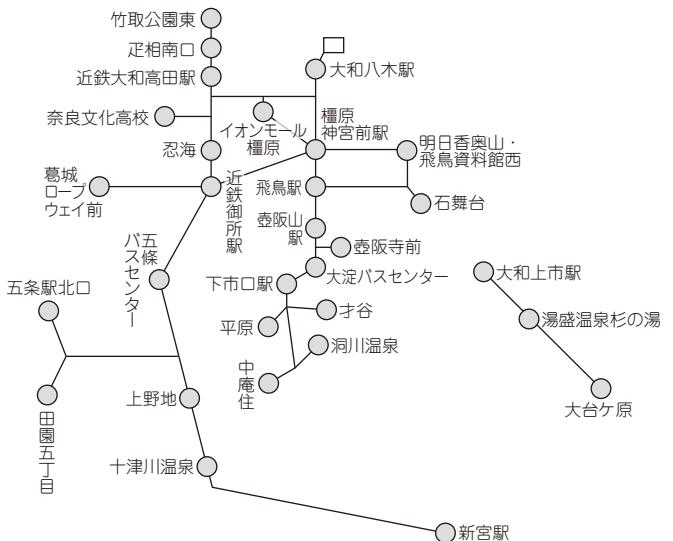 竹取公園東
疋相南口
近鉄大和高田駅
大和八木駅
奈良文化高校
イオンモール
橿原
橿原
神宮前駅
明日香奥山・
飛鳥資料館西
忍海
葛城
ロープ
ウェイ前
近鉄御所駅
飛鳥駅
石舞台
壺阪山
駅
壺阪寺前
五條
バスセンター
大淀バスセンター
下市口駅
大和上市駅
五条駅北口
才谷
平原
湯盛温泉杉の湯
洞川温泉
中庵住
上野地
大台ケ原
田園五丁目
十津川温泉
新宮駅